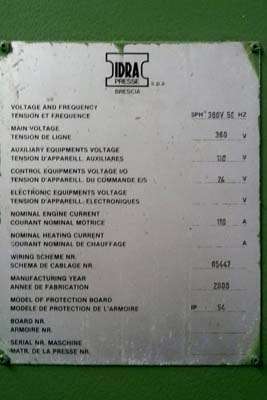 IDRA
PRESSE s.p.a
BRESCIA
VOLTAGE AND FREQUENCY
TENSION ET FREQUENCE 3PH~ 380V 50 HZ
MAIN VOLTAGE
TENSION DE LIGNE 380 V
AUXILIARY EQUIPMENTS VOLTAGE
TENSION D'APPAREILL. AUXILIARES 110 V
CONTROL EQUIPMENTS VOLTAGE I/O
TENSION D'APPAREILL. DU COMMANDE E/S 24 V
ELECTRONIC EQUIPMENTS VOLTAGE
TENSION D'APPAREILL. ELECTRONIQUES V
NOMINAL ENGINE CURRENT
COURANT NOMINAL MOTRICE 110 A
NOMINAL HEATING CURRENT
COURANT NOMINAL DE CHAUFFAGE A
WIRING SCHEME NR.
SCHEMA DE CABLAGE NR. 65447
MANUFACTURING YEAR
ANNEE DE FABRICATION 2000
MODEL OF PROTECTION BOARD
MODELE DE PROTECTION DE L'ARMOIRE IP 54
BOARD NR.
ARMOIRE NR.
SERIAL NR. MASCHINE
MATR. DE LA PRESSE NR.